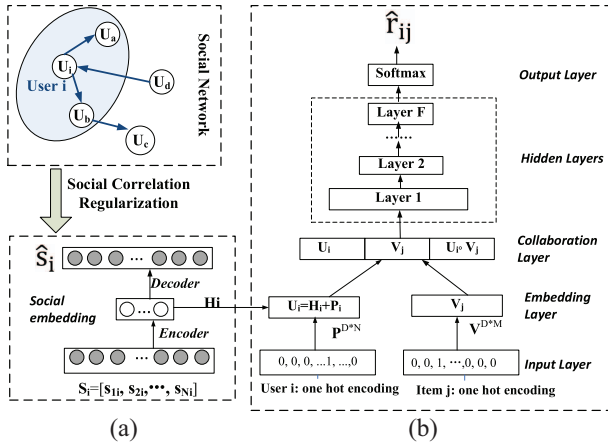 U_a
U_i
User i
U_d
U_b
U_c
Social Network
Social Correlation
Regularization
ŝ_i
Decoder
Social embedding
H_i
Encoder
S_i=[s_1i, s_2i,•••, s_Ni]
(a)
r̂_ij
Softmax
Output Layer
Layer F
......
Layer 2
Hidden Layers
Layer 1
U_i
V_j
U_i∘ V_j
Collaboration
Layer
U_i=H_i+P_i
V_j
Embedding
Layer
P^D*N
V^D*M
0, 0, 0, ...1, ...,0
0, 0, 1, ···,0, 0, 0
Input Layer
User i: one hot encoding
Item j: one hot encoding
(b)